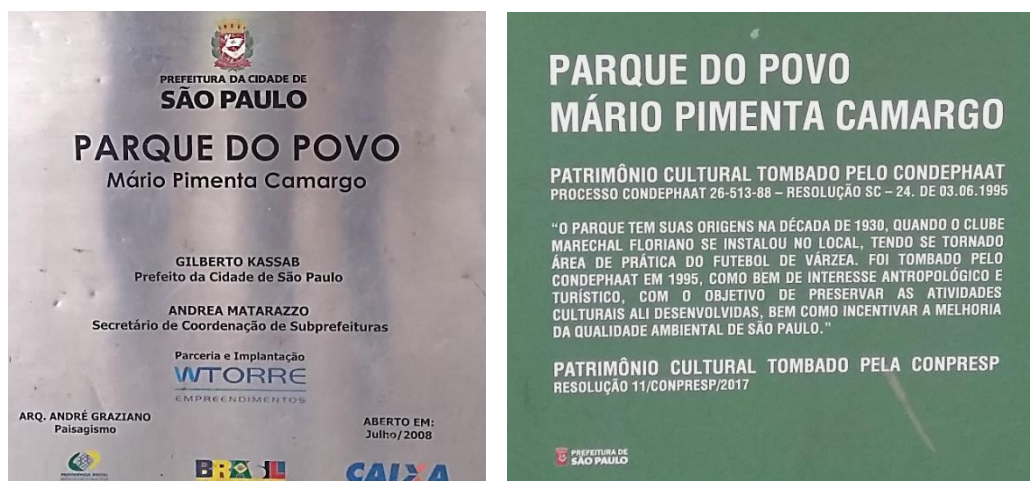 PREFEITURA DA CIDADE DE
SÃO PAULO
PARQUE DO POVO
Mário Pimenta Camargo
GILBERTO KASSAB
Prefeito da Cidade de São Paulo
ANDREA MATARAZZO
Secretário de Coordenação de Subprefeituras
Parceria e Implantação
WTORRE
EMPREENDIMENTOS
ARQ. ANDRÉ GRAZIANO
Paisagismo
ABERTO EM:
Julho/2008
PREVIDÊNCIA SOCIAL
BRASIL
CAIXA
PARQUE DO POVO
MÁRIO PIMENTA CAMARGO
PATRIMÔNIO CULTURAL TOMBADO PELO CONDEPHAAT
PROCESSO CONDEPHAAT 26-513-88 – RESOLUÇÃO SC – 24. DE 03.06.1995
“O PARQUE TEM SUAS ORIGENS NA DÉCADA DE 1930, QUANDO O CLUBE
MARECHAL FLORIANO SE INSTALOU NO LOCAL, TENDO SE TORNADO
ÁREA DE PRÁTICA DO FUTEBOL DE VÁRZEA. FOI TOMBADO PELO
CONDEPHAAT EM 1995, COMO BEM DE INTERESSE ANTROPOLÓGICO E
TURÍSTICO, COM O OBJETIVO DE PRESERVAR AS ATIVIDADES
CULTURAIS ALI DESENVOLVIDAS, BEM COMO INCENTIVAR A MELHORIA
DA QUALIDADE AMBIENTAL DE SÃO PAULO.”
PATRIMÔNIO CULTURAL TOMBADO PELA CONPRESP
RESOLUÇÃO 11/CONPRESP/2017
PREFEITURA DE
SÃO PAULO